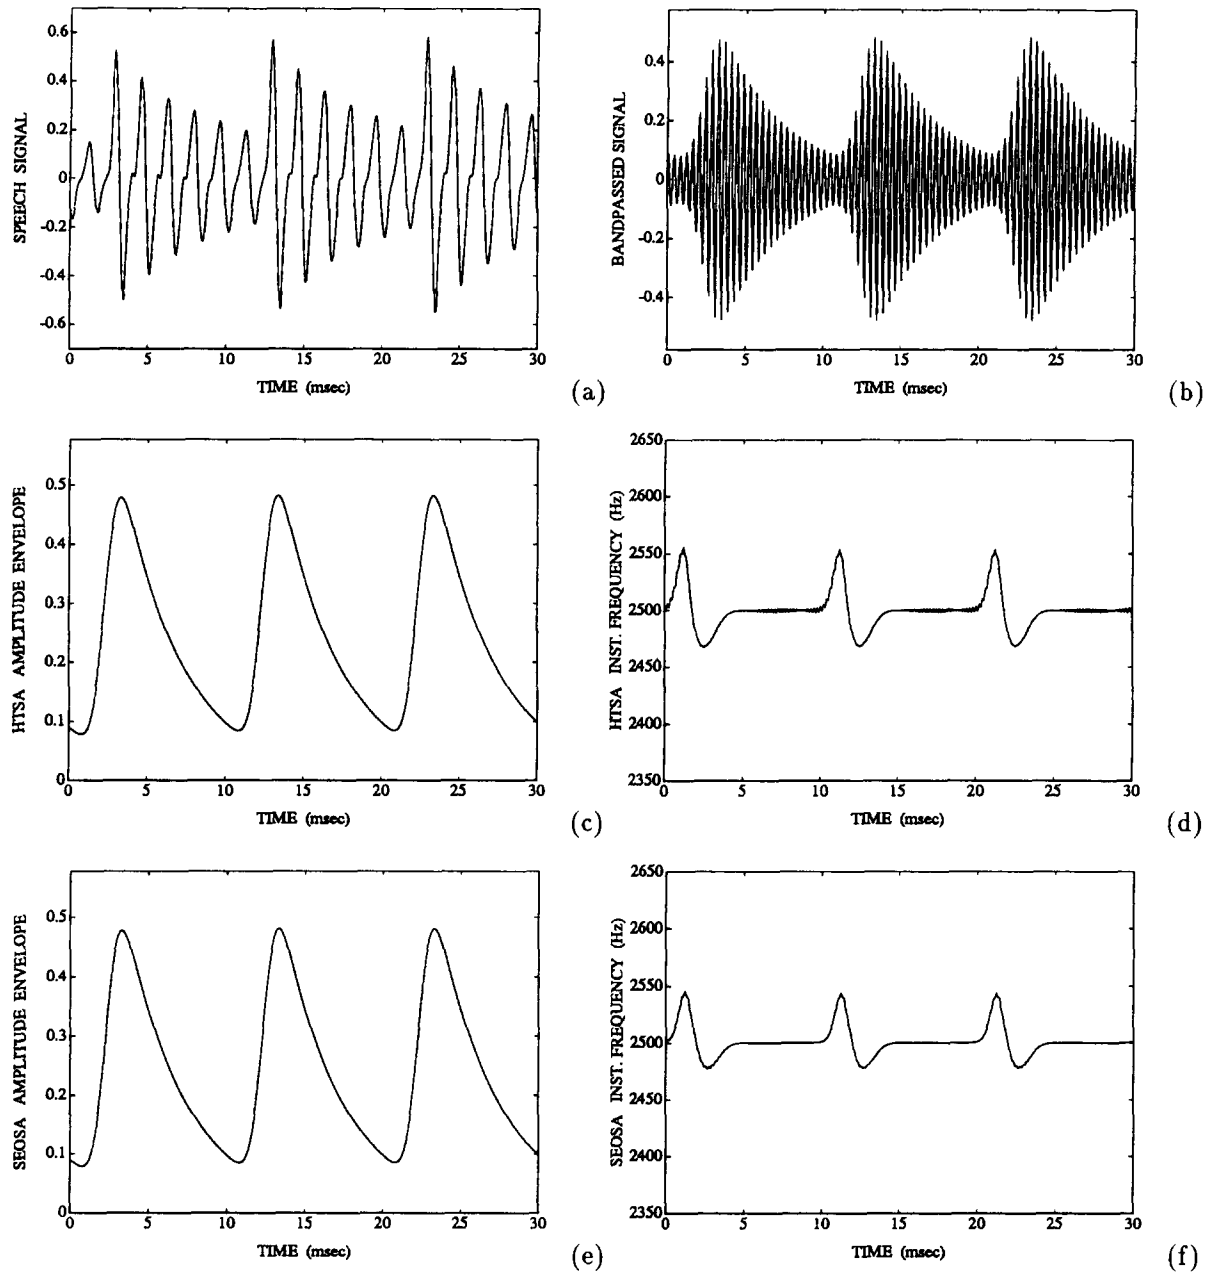 0.6
0.4
0.2
0
-0.2
-0.4
-0.6
SPEECH SIGNAL
0 5 10 15 20 25 30
TIME (msec)
(a)
0.4
0.2
0
-0.2
-0.4
BANDPASSED SIGNAL
0 5 10 15 20 25 30
TIME (msec)
(b)
0.5
0.4
0.3
0.2
0.1
0
HTSA AMPLITUDE ENVELOPE
0 5 10 15 20 25 30
TIME (msec)
(c)
2650
2600
2550
2500
2450
2400
2350
HTSA INST. FREQUENCY (Hz)
0 5 10 15 20 25 30
TIME (msec)
(d)
0.5
0.4
0.3
0.2
0.1
0
SEOSA AMPLITUDE ENVELOPE
0 5 10 15 20 25 30
TIME (msec)
(e)
2650
2600
2550
2500
2450
2400
2350
SEOSA INST. FREQUENCY (Hz)
0 5 10 15 20 25 30
TIME (msec)
(f)